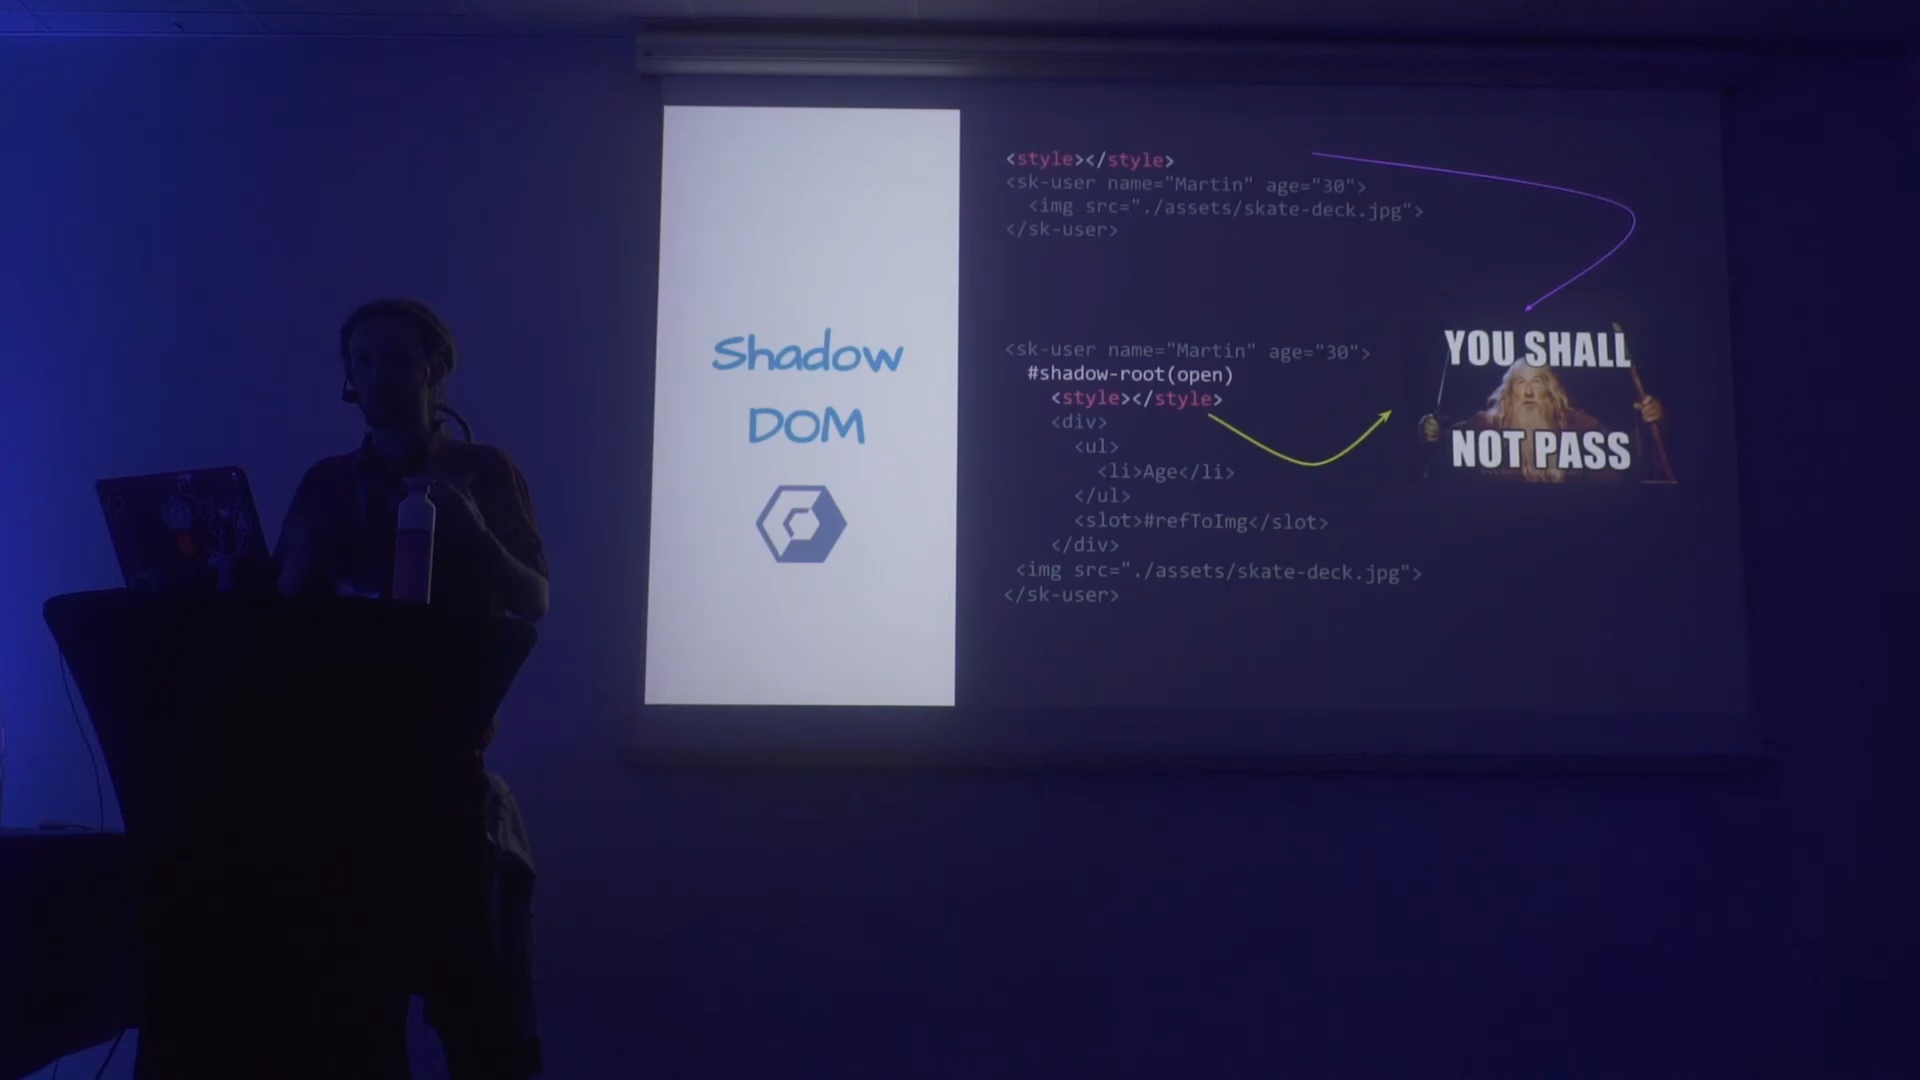 Shadow
DOM
<style></style>
<sk-user name="Martin" age="30">
<img src="./assets/skate-deck.jpg">
</sk-user>
<sk-user name="Martin" age="30">
#shadow-root(open)
<style></style>
<div>
<ul>
<li>Age</li>
</ul>
<slot>#refToImg</slot>
</div>
<img src="./assets/skate-deck.jpg">
</sk-user>
YOU SHALL
NOT PASS